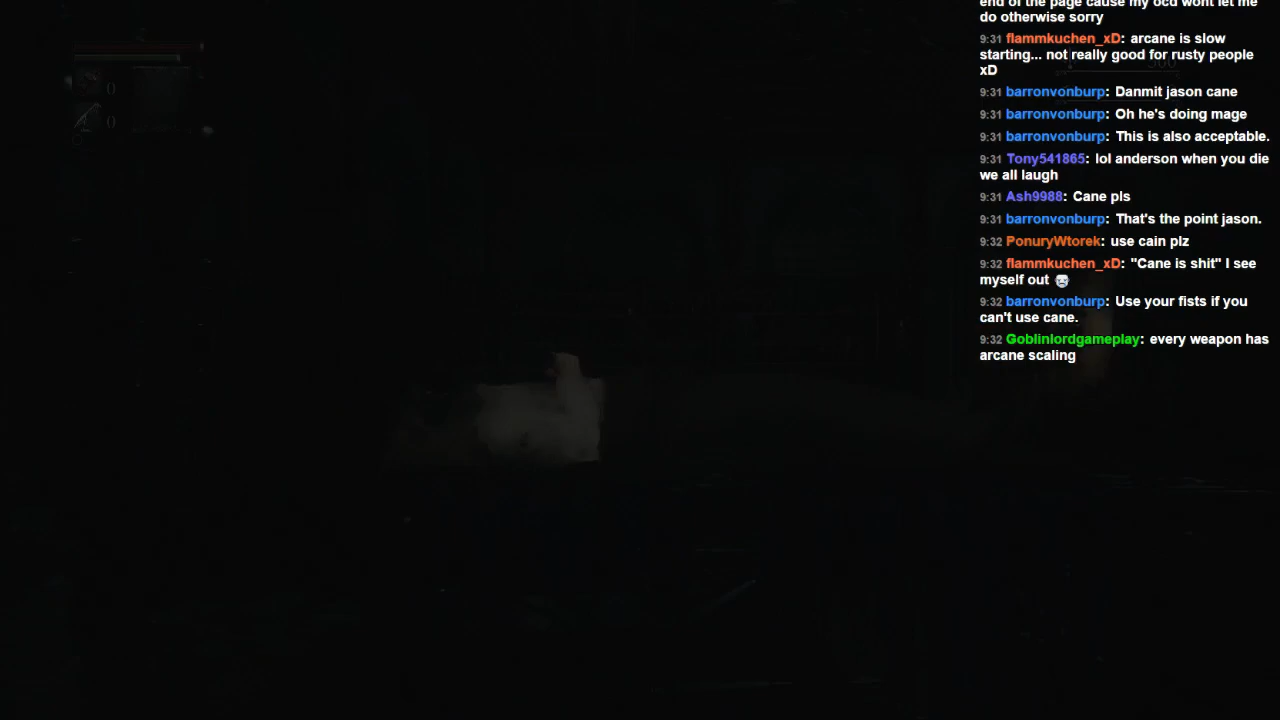 end of the page cause my ocd wont let me
do otherwise sorry
9:31 flammkuchen_xD: arcane is slow
starting... not really good for rusty people
xD
9:31 barronvonburp: Danmit jason cane
9:31 barronvonburp: Oh he's doing mage
9:31 barronvonburp: This is also acceptable.
9:31 Tony541865: lol anderson when you die
we all laugh
9:31 Ash9988: Cane pls
9:31 barronvonburp: That's the point jason.
9:32 PonuryWtorek: use cain plz
9:32 flammkuchen_xD: "Cane is shit" I see
myself out
9:32 barronvonburp: Use your fists if you
can't use cane.
9:32 Goblinlordgameplay: every weapon has
arcane scaling
0
0